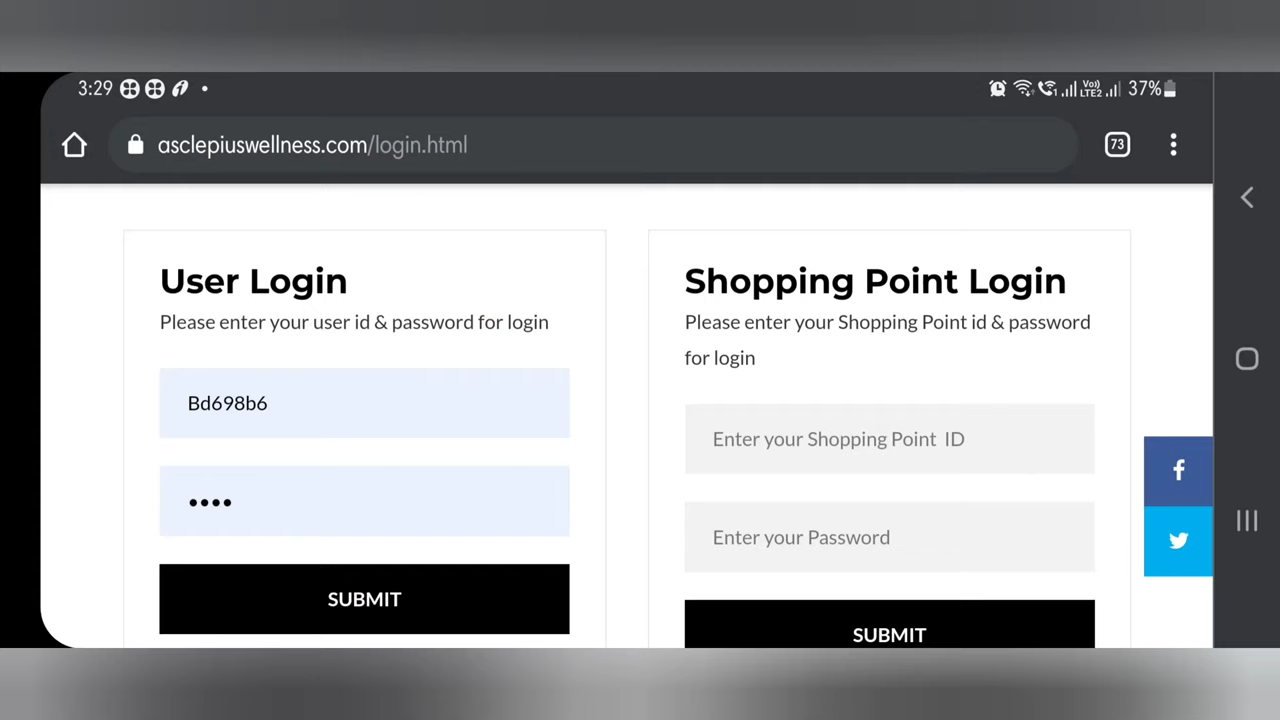 3:29
Vo)) LTE2 37%
asclepiuswellness.com/login.html
73
User Login
Please enter your user id & password for login
Bd698b6
••••
SUBMIT
Shopping Point Login
Please enter your Shopping Point id & password
for login
Enter your Shopping Point ID
Enter your Password
SUBMIT